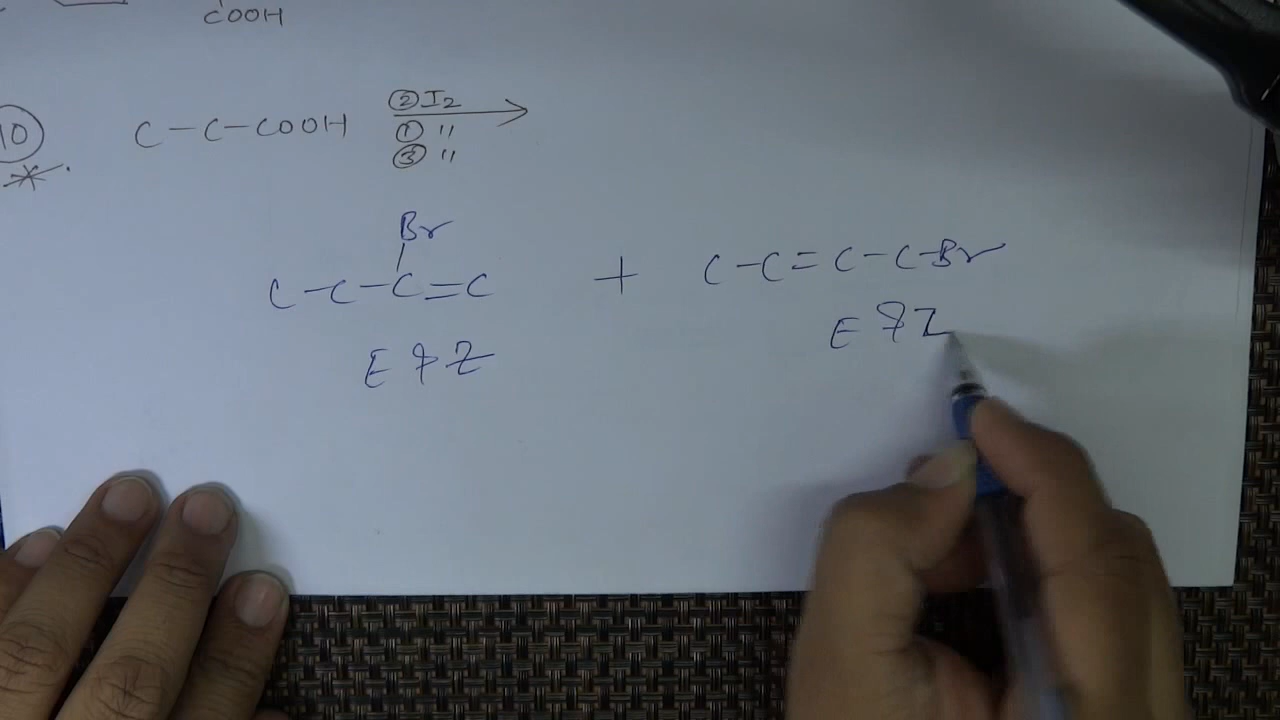 COOH
10 C-C-COOH ② I2
① "
③ "
*
Br
C-C-C=C + C-C=C-C-Br
E & Z E & Z